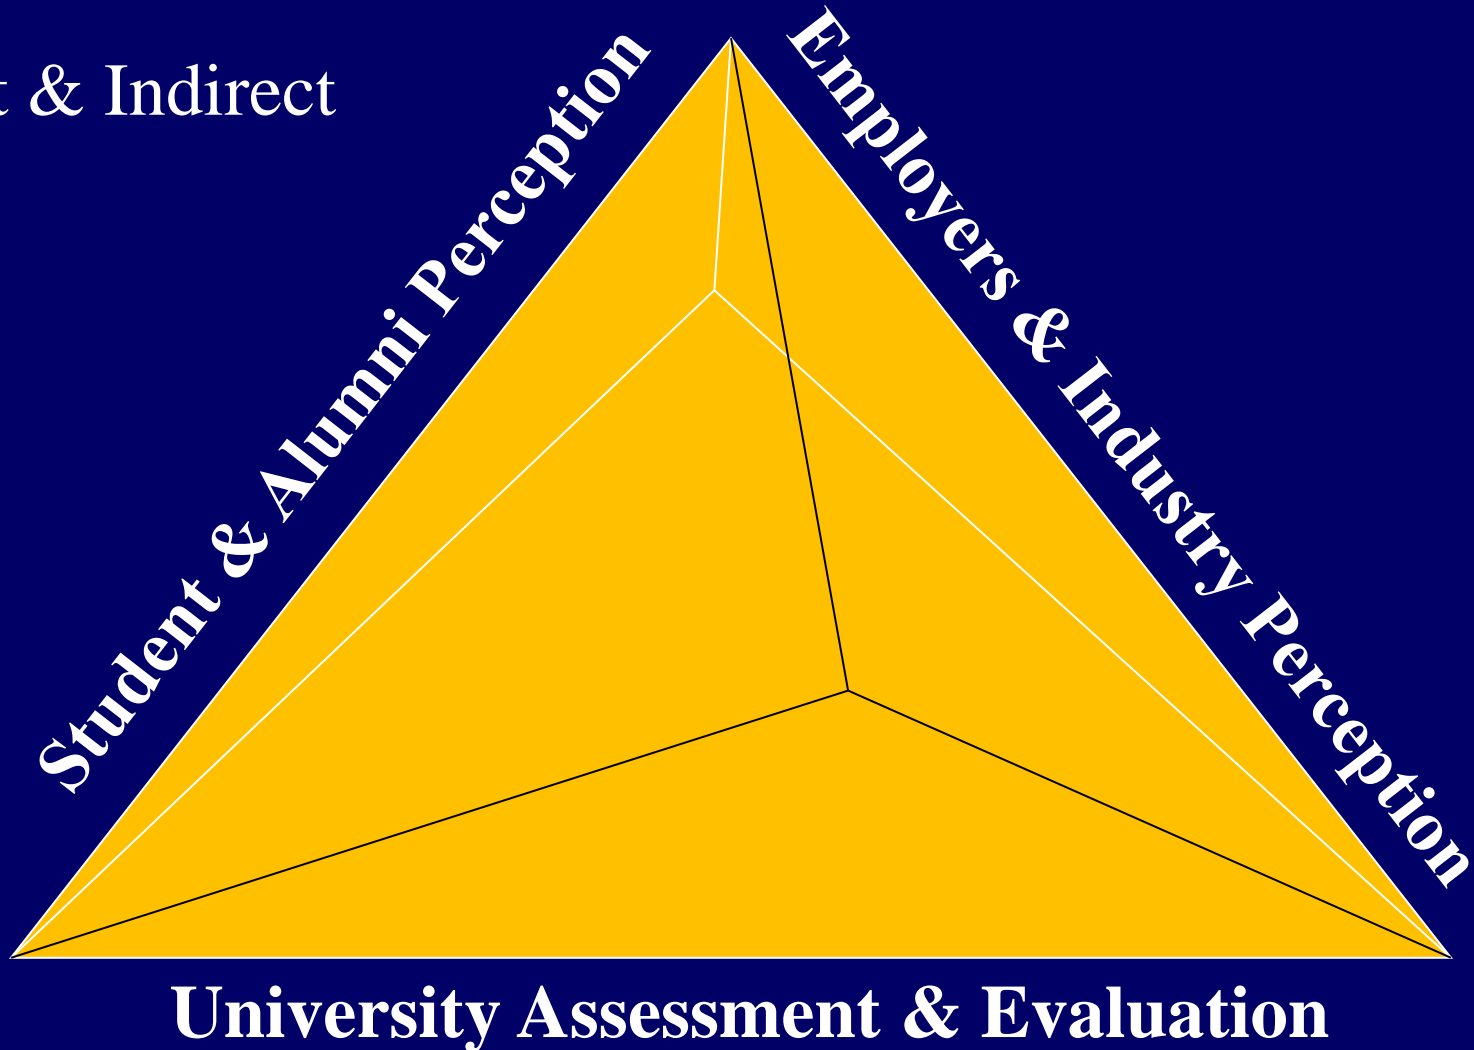 & Indirect
Student & Alumni Perception
Employers & Industry Perception
University Assessment & Evaluation